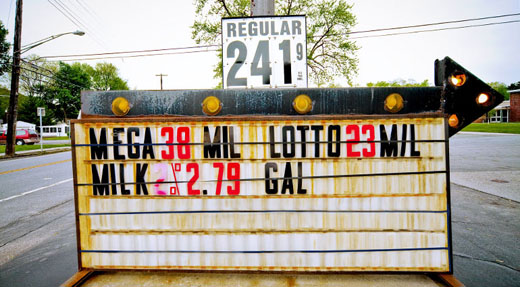 REGULAR
241 9
MEGA 38 MIL LOTTO 23 MIL
MILK 2.79 GAL